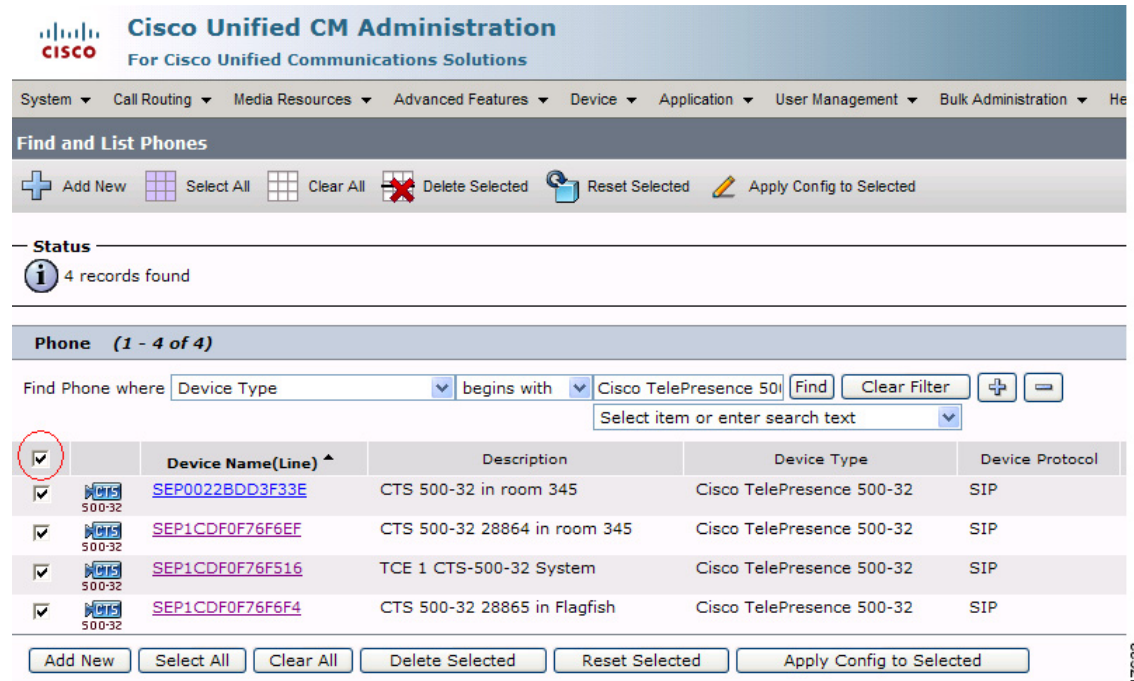 CISCO
Cisco Unified CM Administration
For Cisco Unified Communications Solutions
System Call Routing Media Resources Advanced Features Device Application User Management Bulk Administration He
Find and List Phones
Add New Select All Clear All Delete Selected Reset Selected Apply Config to Selected
Status
i 4 records found
Phone (1 - 4 of 4)
Find Phone where Device Type begins with Cisco TelePresence 50 Find Clear Filter
Select item or enter search text
Device Name(Line) Description Device Type Device Protocol
CTS 500-32 SEP0022BDD3F33E CTS 500-32 in room 345 Cisco TelePresence 500-32 SIP
CTS 500-32 SEP1CDF0F76F6EF CTS 500-32 28864 in room 345 Cisco TelePresence 500-32 SIP
CTS 500-32 SEP1CDF0F76F516 TCE 1 CTS-500-32 System Cisco TelePresence 500-32 SIP
CTS 500-32 SEP1CDF0F76F6F4 CTS 500-32 28865 in Flagfish Cisco TelePresence 500-32 SIP
Add New Select All Clear All Delete Selected Reset Selected Apply Config to Selected